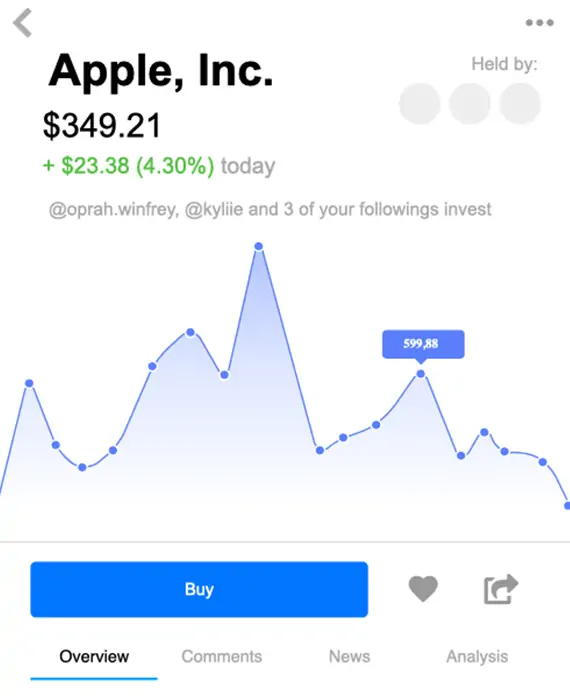 Apple, Inc.
Held by:
$349.21
+ $23.38 (4.30%) today
@oprah.winfrey, @kyliie and 3 of your followings invest
599,88
Buy
Overview
Comments
News
Analysis